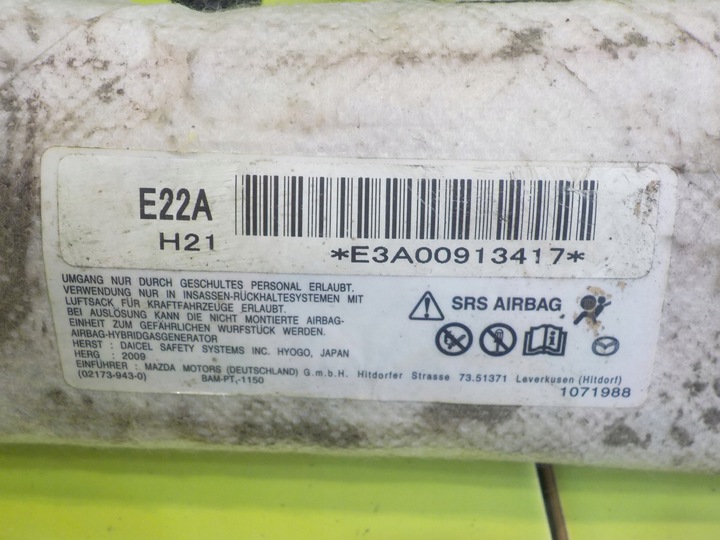 E22A
H21
*E3A00913417*
UMGANG NUR DURCH GESCHULTES PERSONAL ERLAUBT.
VERWENDUNG NUR IN INSASSEN-RÜCKHALTESYSTEMEN MIT
LUFTSACK FÜR KRAFTFAHRZEUGE ERLAUBT.
BEI AUSLÖSUNG KANN DIE NICHT MONTIERTE AIRBAG-
EINHEIT ZUM GEFÄHRLICHEN WURFSTÜCK WERDEN.
AIRBAG-HYBRIDGASGENERATOR
HERST : DAICEL SAFETY SYSTEMS INC. HYOGO, JAPAN
HERG : 2009
EINFÜHRER : MAZDA MOTORS (DEUTSCHLAND) G.m.b.H. Hitdorfer Strasse 73.51371 Leverkusen (Hitdorf)
(02173-943-0) BAM-PT,-1150
SRS AIRBAG
1071988